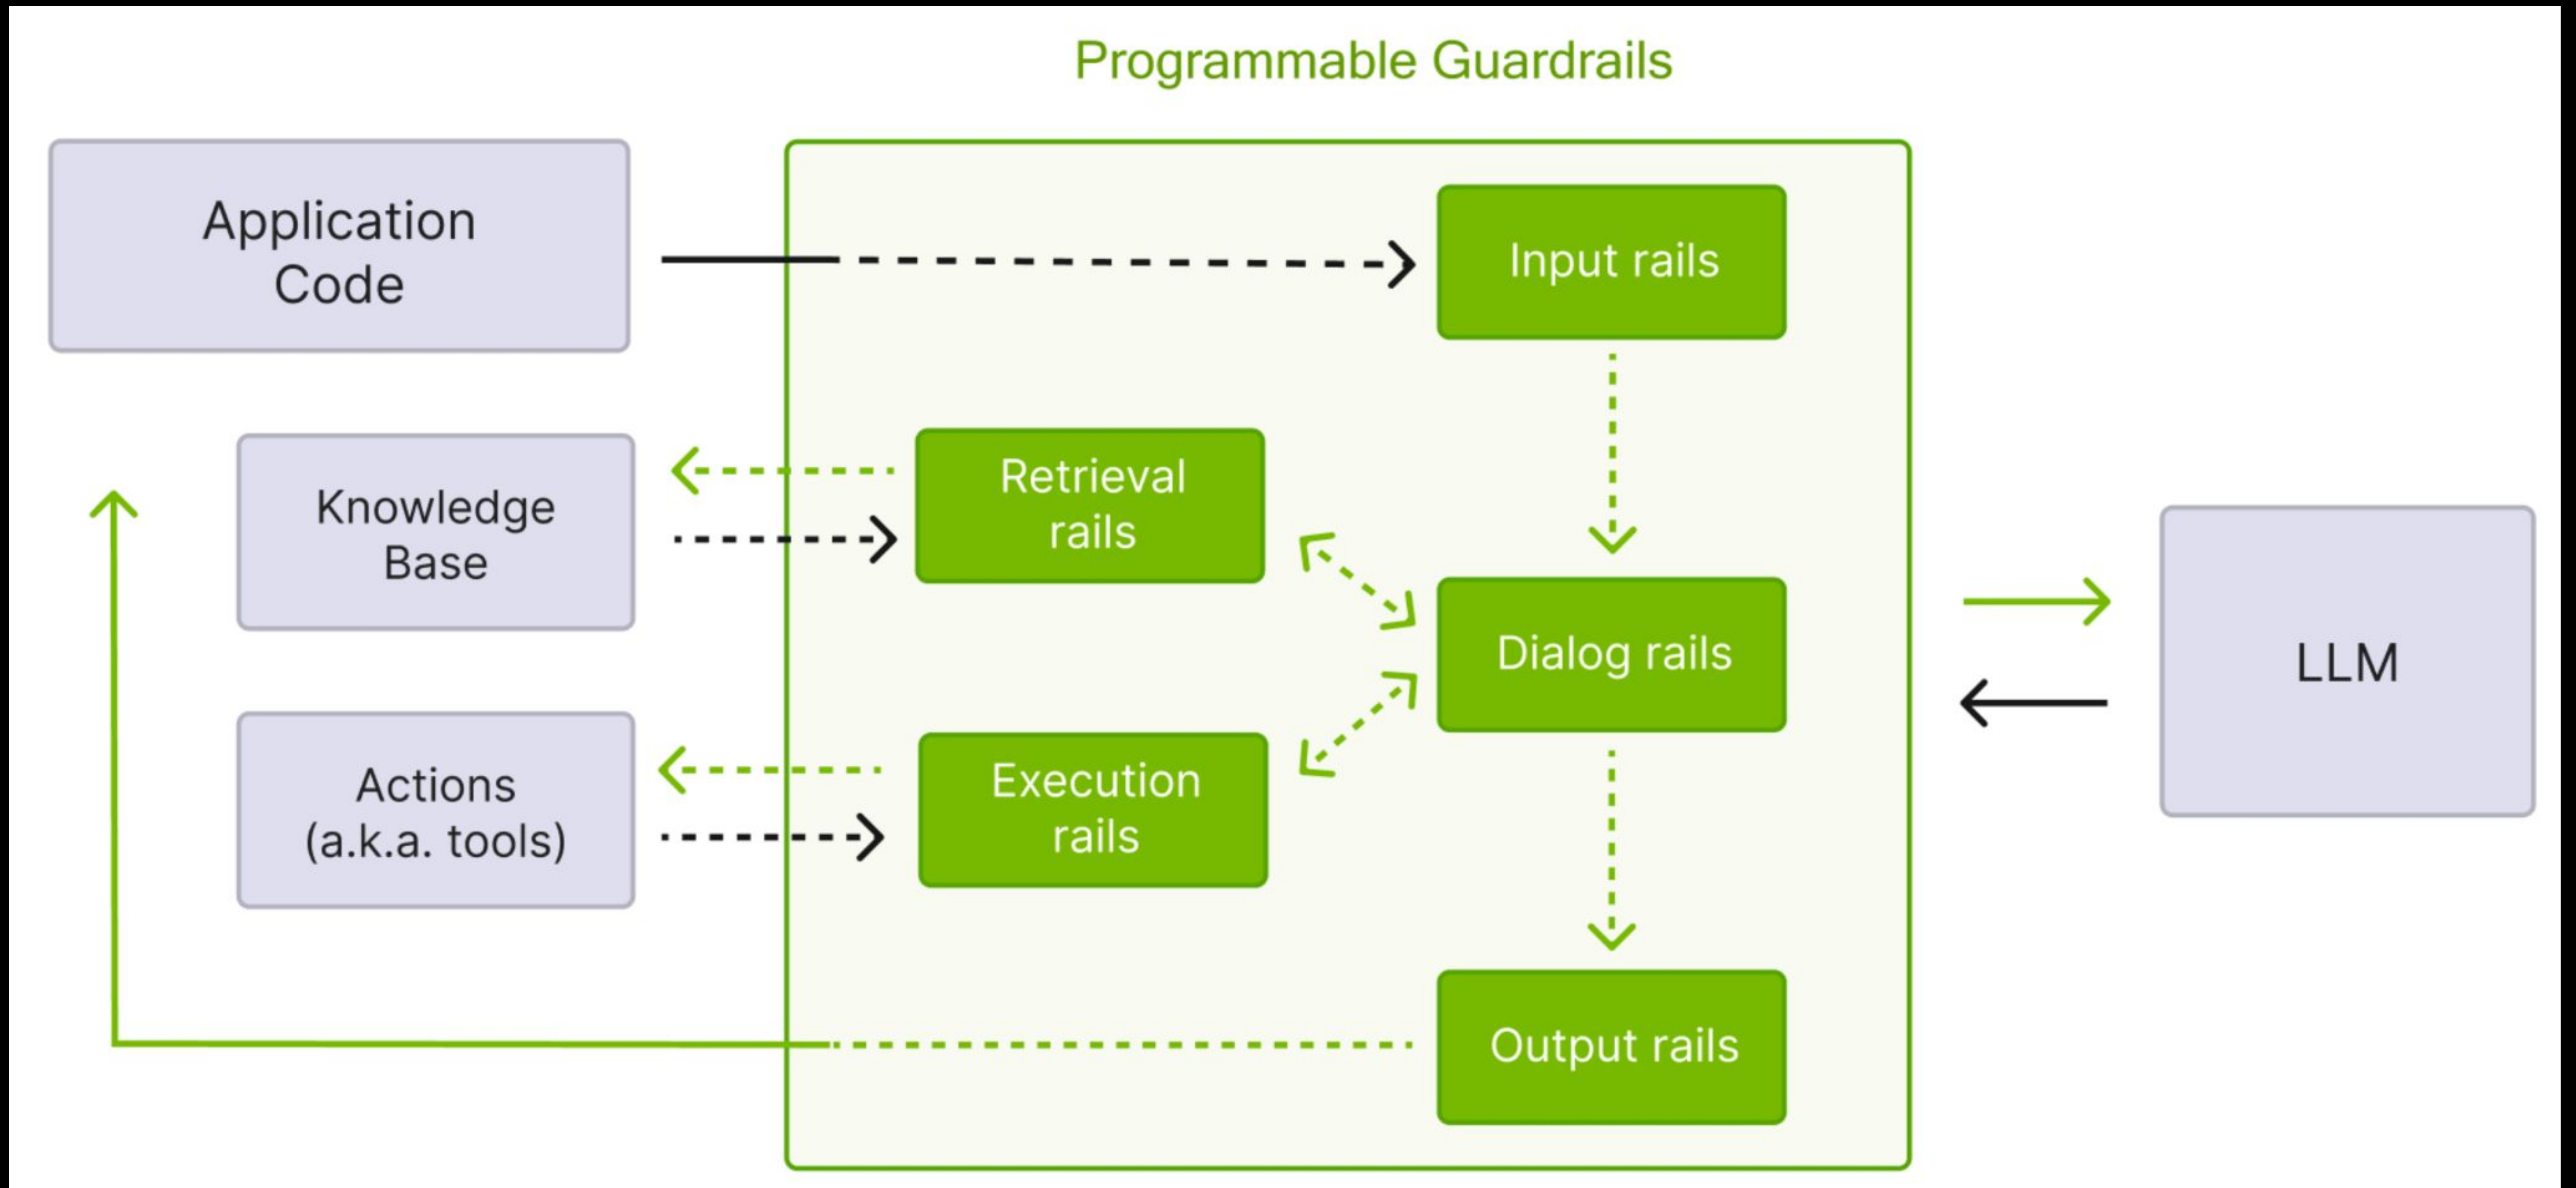 Programmable Guardrails
Application
Code
Input rails
Knowledge
Base
Retrieval
rails
Dialog rails
LLM
Actions
(a.k.a. tools)
Execution
rails
Output rails